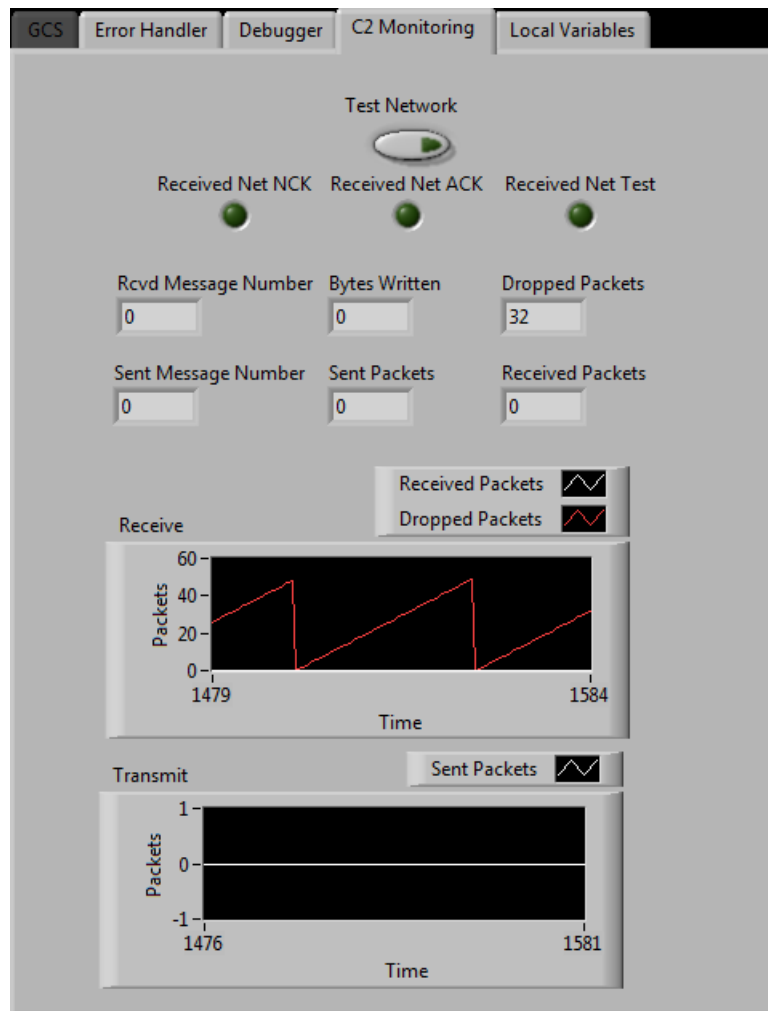 GCS Error Handler Debugger C2 Monitoring Local Variables
Test Network
Received Net NCK Received Net ACK Received Net Test
Rcvd Message Number Bytes Written Dropped Packets
0 0 32
Sent Message Number Sent Packets Received Packets
0 0 0
Received Packets
Dropped Packets
Receive
60
40
20
0
Packets
1479 1584
Time
Sent Packets
Transmit
1
0
-1
Packets
1476 1581
Time